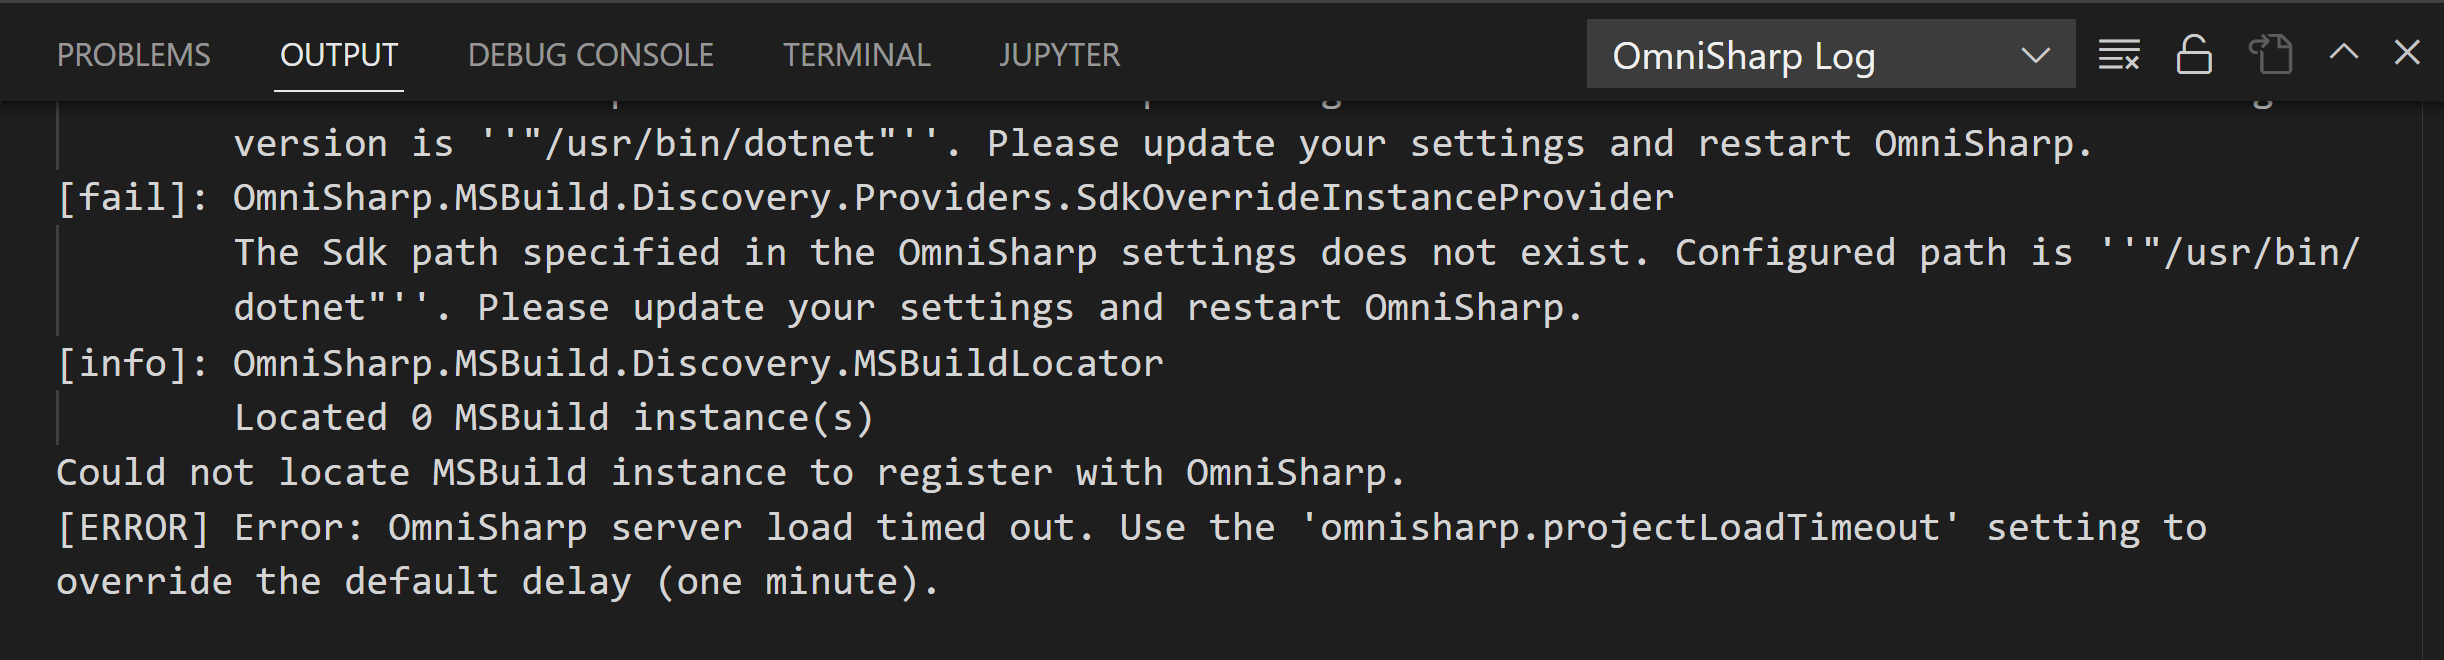 PROBLEMS OUTPUT DEBUG CONSOLE TERMINAL JUPYTER OmniSharp Log
version is ''"/usr/bin/dotnet"''. Please update your settings and restart OmniSharp.
[fail]: OmniSharp.MSBuild.Discovery.Providers.SdkOverrideInstanceProvider
The Sdk path specified in the OmniSharp settings does not exist. Configured path is ''"/usr/bin/
dotnet"''. Please update your settings and restart OmniSharp.
[info]: OmniSharp.MSBuild.Discovery.MSBuildLocator
Located 0 MSBuild instance(s)
Could not locate MSBuild instance to register with OmniSharp.
[ERROR] Error: OmniSharp server load timed out. Use the 'omnisharp.projectLoadTimeout' setting to
override the default delay (one minute).